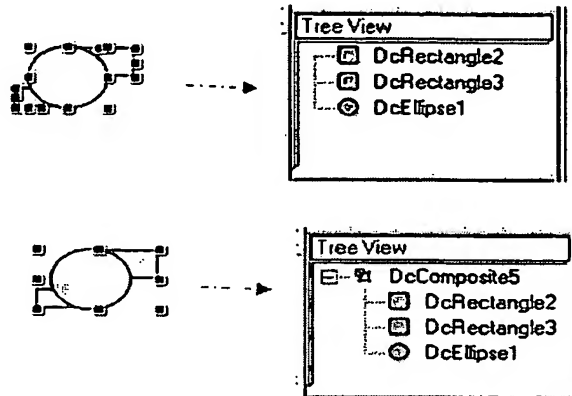 Tree View
DcRectangle2
DcRectangle3
DcEllipse1
Tree View
DcComposite5
DcRectangle2
DcRectangle3
DcEllipse1